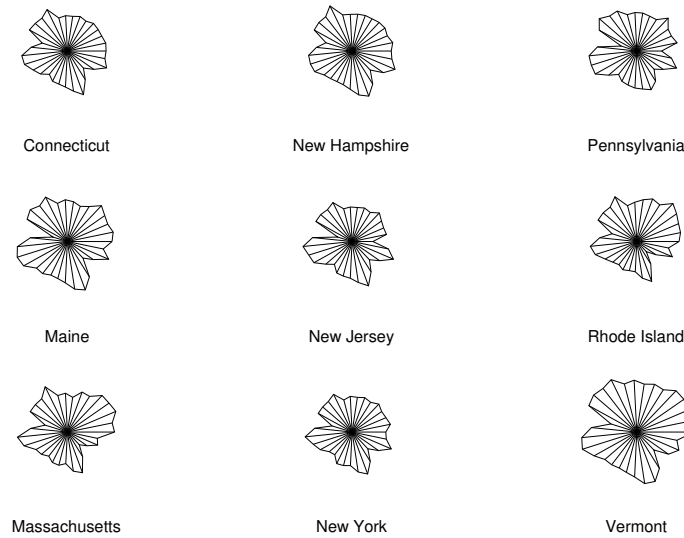 Connecticut
New Hampshire
Pennsylvania
Maine
New Jersey
Rhode Island
Massachusetts
New York
Vermont